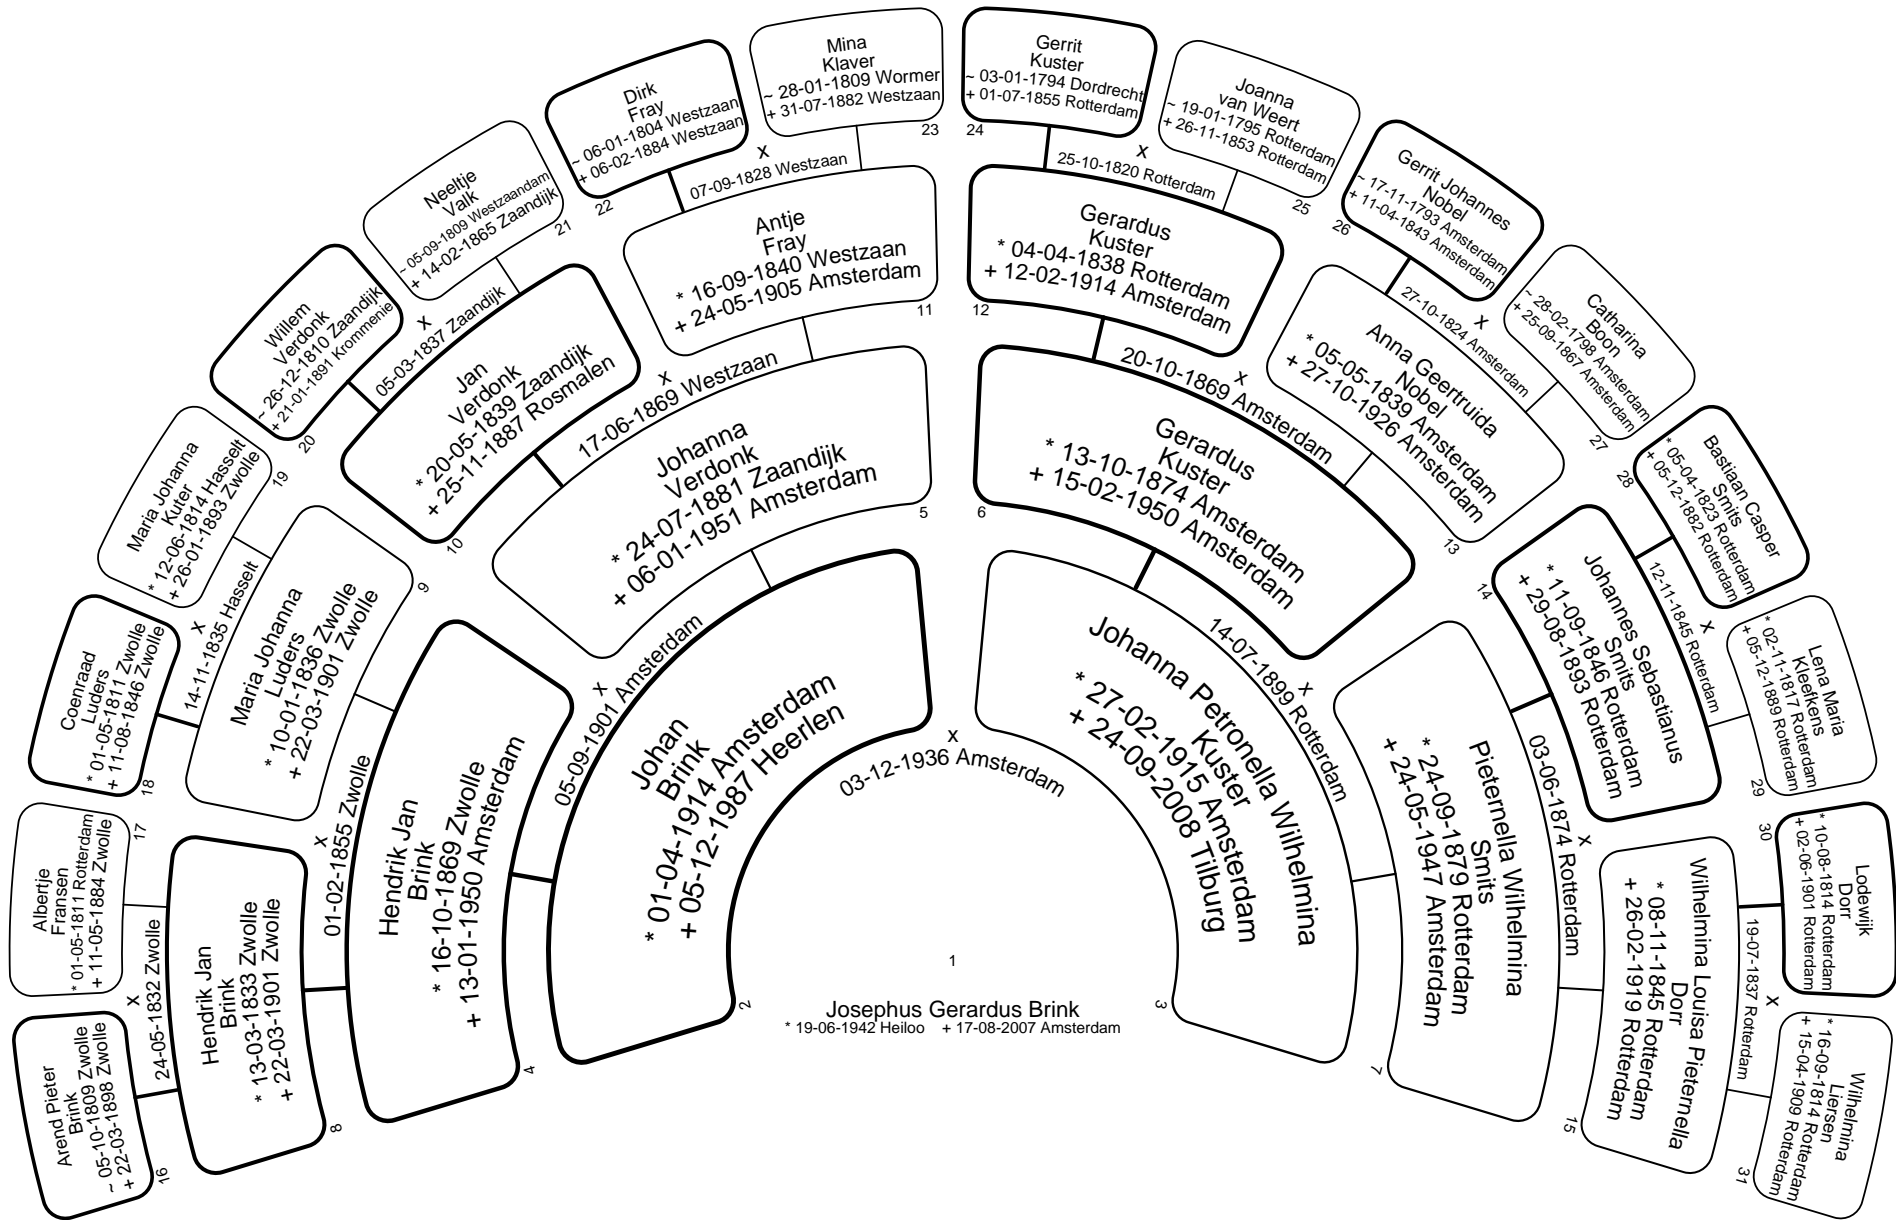 1
Josephus Gerardus Brink
* 19-06-1942 Heiloo + 17-08-2007 Amsterdam
Johan
Brink
* 01-04-1914 Amsterdam
+ 05-12-1987 Heerlen
2
x
03-12-1936 Amsterdam
Johanna Petronella Wilhelmina
Kuster
* 27-02-1915 Amsterdam
+ 24-09-2008 Tilburg
3
Hendrik Jan
Brink
* 16-10-1869 Zwolle
+ 13-01-1950 Amsterdam
4
x
05-09-1901 Amsterdam
Johanna
Verdonk
* 24-07-1881 Zaandijk
+ 06-01-1951 Amsterdam
5
Gerardus
Kuster
* 13-10-1874 Amsterdam
+ 15-02-1950 Amsterdam
6
x
14-07-1899 Rotterdam
Pieternella Wilhelmina
Smits
* 24-09-1879 Rotterdam
+ 24-05-1947 Amsterdam
7
Hendrik Jan
Brink
* 13-03-1833 Zwolle
+ 22-03-1901 Zwolle
8
x
01-02-1855 Zwolle
Maria Johanna
Luders
* 10-01-1836 Zwolle
+ 22-03-1901 Zwolle
9
Jan
Verdonk
* 20-05-1839 Zaandijk
+ 25-11-1887 Rosmalen
10
x
17-06-1869 Westzaan
Antje
Fray
* 16-09-1840 Westzaan
+ 24-05-1905 Amsterdam
11
Gerardus
Kuster
* 04-04-1838 Rotterdam
+ 12-02-1914 Amsterdam
12
x
20-10-1869 Amsterdam
Anna Geertruida
Nobel
* 05-05-1839 Amsterdam
+ 27-10-1926 Amsterdam
13
Johannes Sebastianus
Smits
* 11-09-1846 Rotterdam
+ 29-08-1893 Rotterdam
14
x
03-06-1874 Rotterdam
Wilhelmina Louisa Pieternella
Dorr
* 08-11-1845 Rotterdam
+ 26-02-1919 Rotterdam
15
Arend Pieter
Brink
~ 05-10-1809 Zwolle
+ 22-03-1898 Zwolle
16
x
24-05-1832 Zwolle
Albertje
Fransen
* 01-05-1811 Rotterdam
+ 11-05-1884 Zwolle
17
Coenraad
Luders
* 01-05-1811 Zwolle
+ 11-08-1846 Zwolle
18
x
14-11-1835 Hasselt
Maria Johanna
Kuter
* 12-06-1814 Hasselt
+ 26-01-1893 Zwolle
19
Willem
Verdonk
~ 26-12-1810 Zaandijk
+ 21-01-1891 Krommenie
20
x
05-03-1837 Zaandijk
Neeltje
Valk
~ 05-09-1809 Westzaandam
+ 14-02-1865 Zaandijk
21
Dirk
Fray
~ 06-01-1804 Westzaan
+ 06-02-1884 Westzaan
22
x
07-09-1828 Westzaan
Mina
Klaver
~ 28-01-1809 Wormer
+ 31-07-1882 Westzaan
23
Gerrit
Kuster
~ 03-01-1794 Dordrecht
+ 01-07-1855 Rotterdam
24
x
25-10-1820 Rotterdam
Joanna
van Weert
~ 19-01-1795 Rotterdam
+ 26-11-1853 Rotterdam
25
Gerrit Johannes
Nobel
~ 17-11-1793 Amsterdam
+ 11-04-1843 Amsterdam
26
x
27-10-1824 Amsterdam
Catharina
Boon
~ 28-02-1798 Amsterdam
+ 25-09-1867 Amsterdam
27
Bastiaan Casper
Smits
* 05-04-1823 Rotterdam
+ 05-12-1882 Rotterdam
28
x
12-11-1845 Rotterdam
Lena Maria
Kleefkens
* 02-11-1817 Rotterdam
+ 05-12-1889 Rotterdam
29
Lodewijk
Dorr
* 10-08-1814 Rotterdam
+ 02-06-1901 Rotterdam
30
x
19-07-1837 Rotterdam
Wilhelmina
Liersen
* 16-09-1814 Rotterdam
+ 15-04-1909 Rotterdam
31